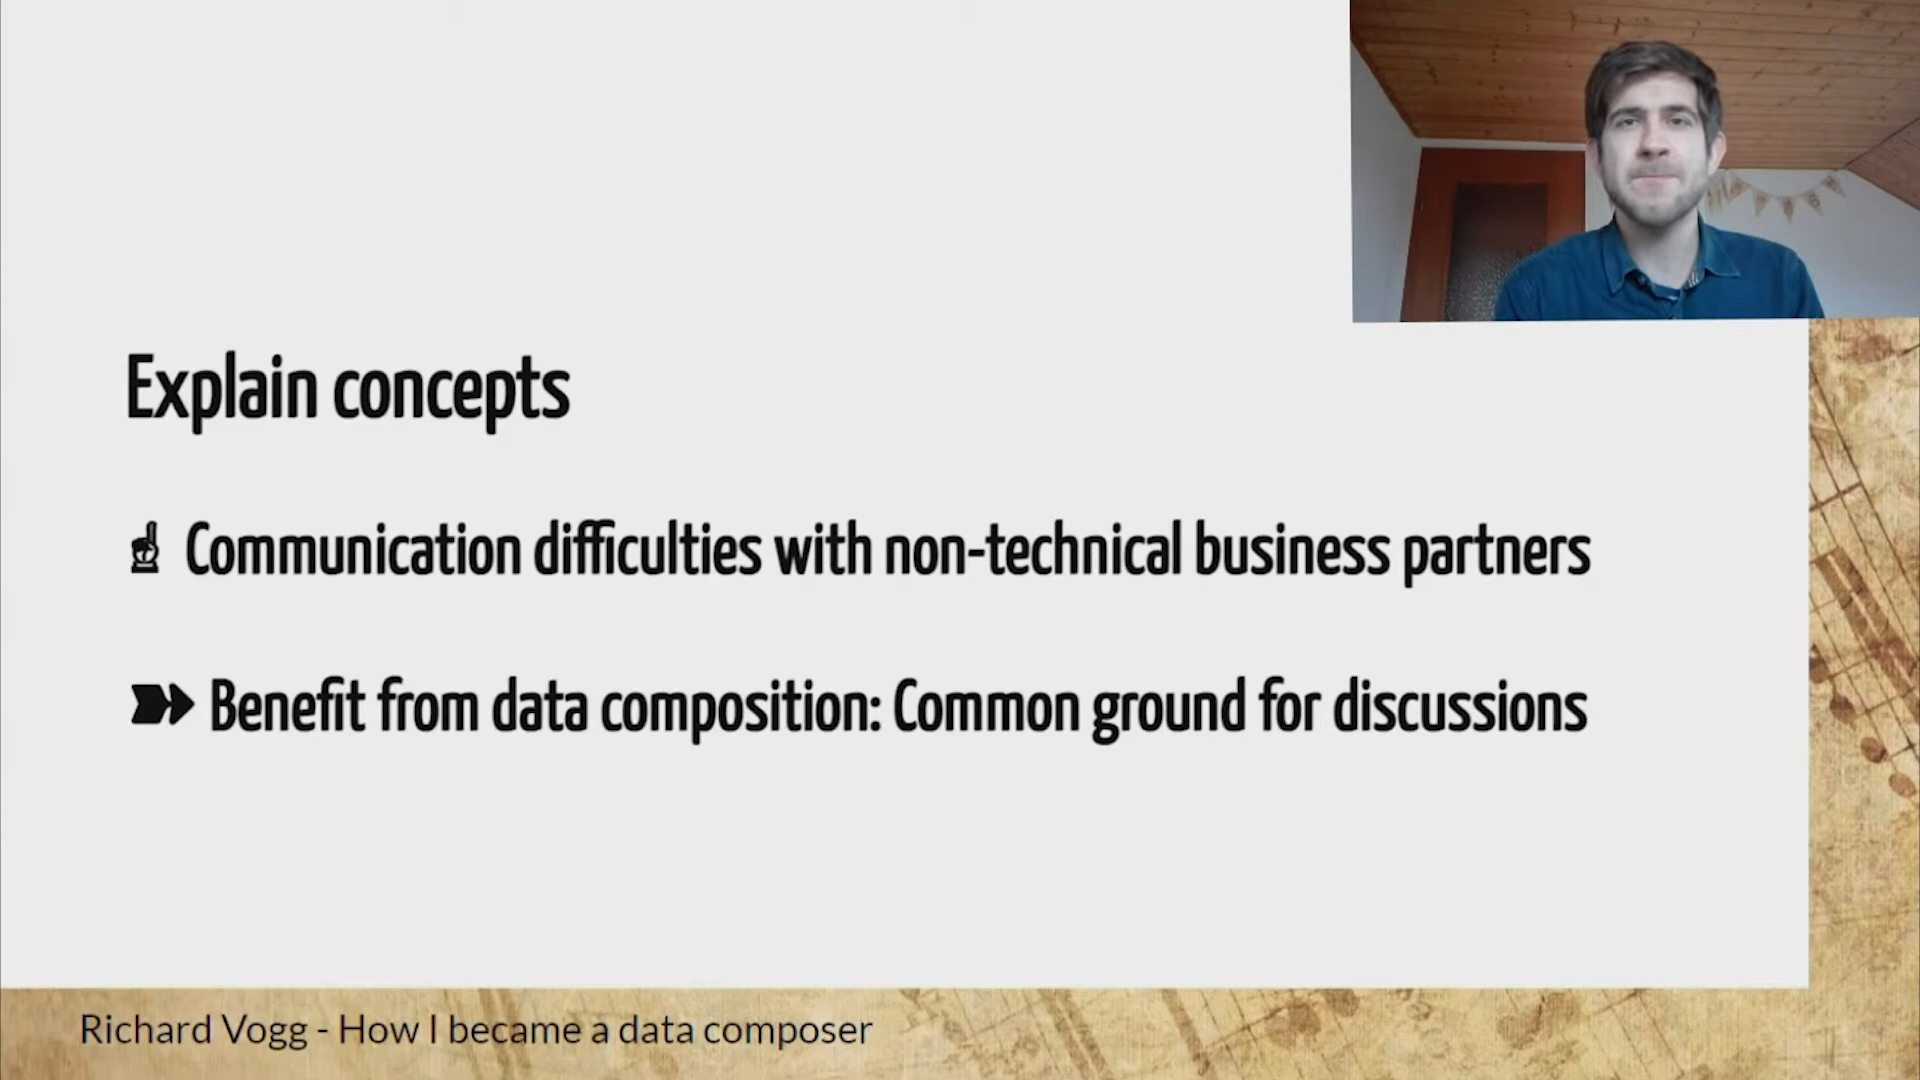 Explain concepts
☝ Communication difficulties with non-technical business partners
➽ Benefit from data composition: Common ground for discussions
Richard Vogg - How I became a data composer